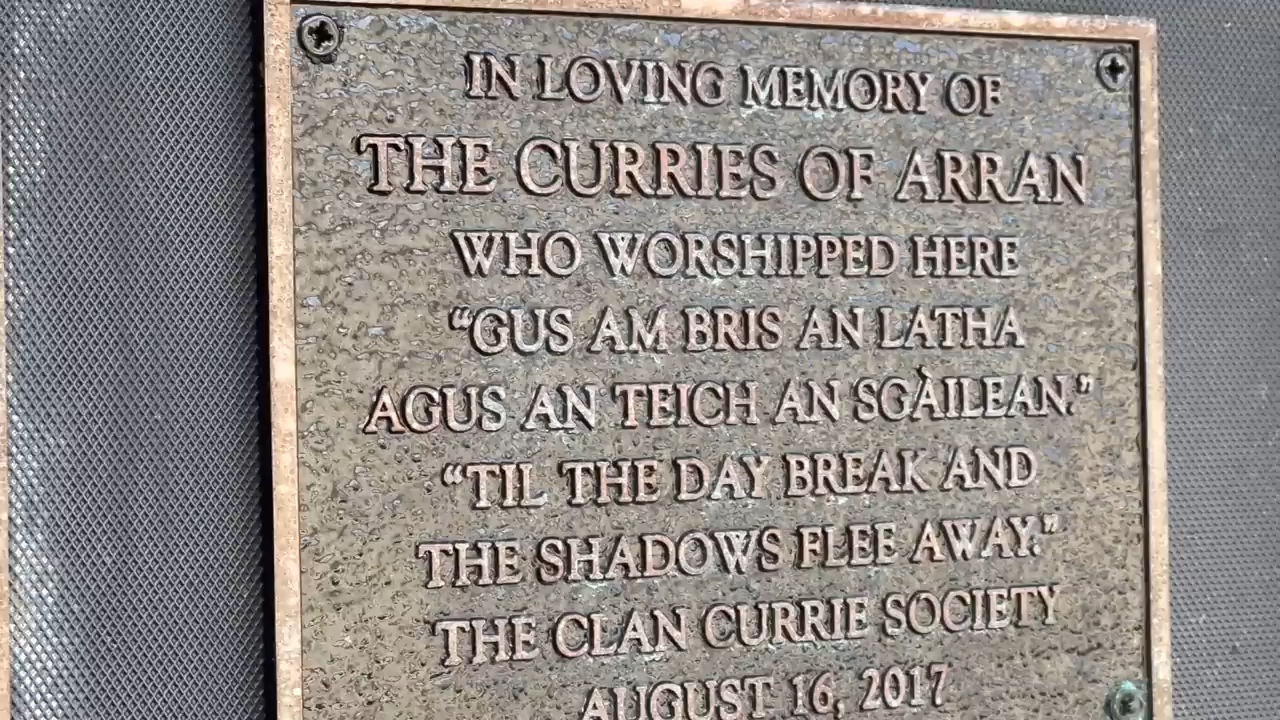 IN LOVING MEMORY OF
THE CURRIES OF ARRAN
WHO WORSHIPPED HERE
“GUS AM BRIS AN LATHA
AGUS AN TEICH AN SGÀILEAN.”
“TIL THE DAY BREAK AND
THE SHADOWS FLEE AWAY.”
THE CLAN CURRIE SOCIETY
AUGUST 16, 2017